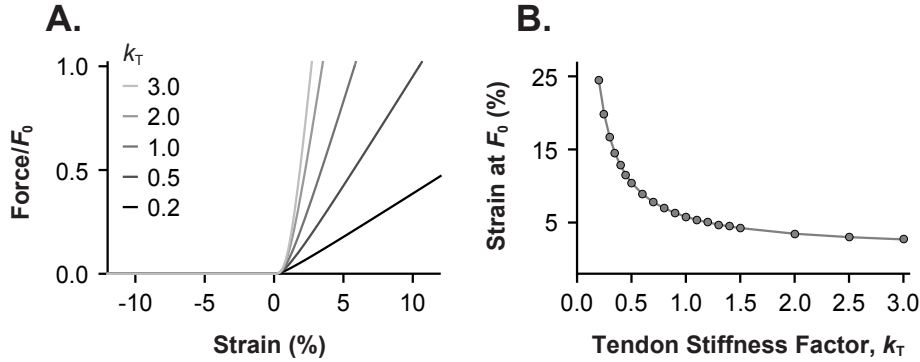 A.
k_T
3.0
2.0
1.0
0.5
0.2
Force/F_0
1.0
0.5
0.0
-10 -5 0 5 10
Strain (%)
B.
Strain at F_0 (%)
25
15
5
0.0 0.5 1.0 1.5 2.0 2.5 3.0
Tendon Stiffness Factor, k_T